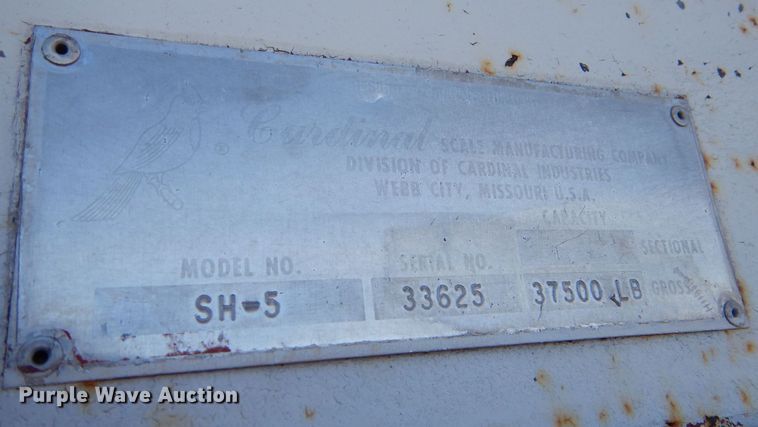 ® Cardinal SCALE MANUFACTURING COMPANY
DIVISION OF CARDINAL INDUSTRIES
WEBB CITY, MISSOURI U.S.A.
CAPACITY
MODEL NO. SERIAL NO. SECTIONAL
SH-5 33625 37500 LB GROSS
Purple Wave Auction